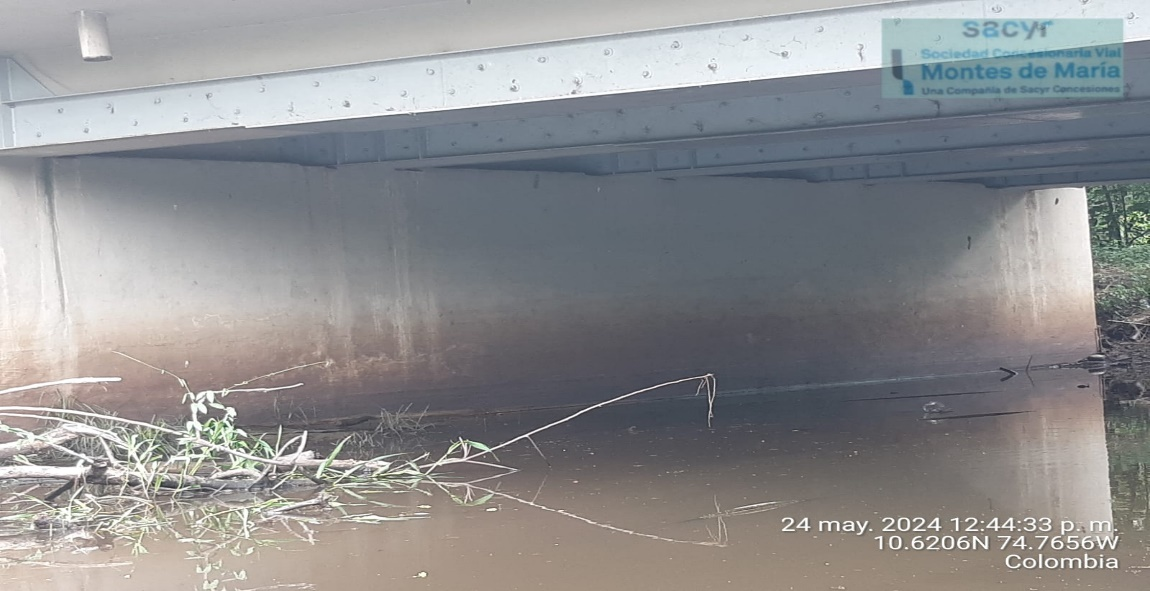 sacyr
Sociedad Concesionaria Vial
Montes de María
Una Compañía de Sacyr Concesiones
24 may. 2024 12:44:33 p. m.
10.6206N 74.7656W
Colombia